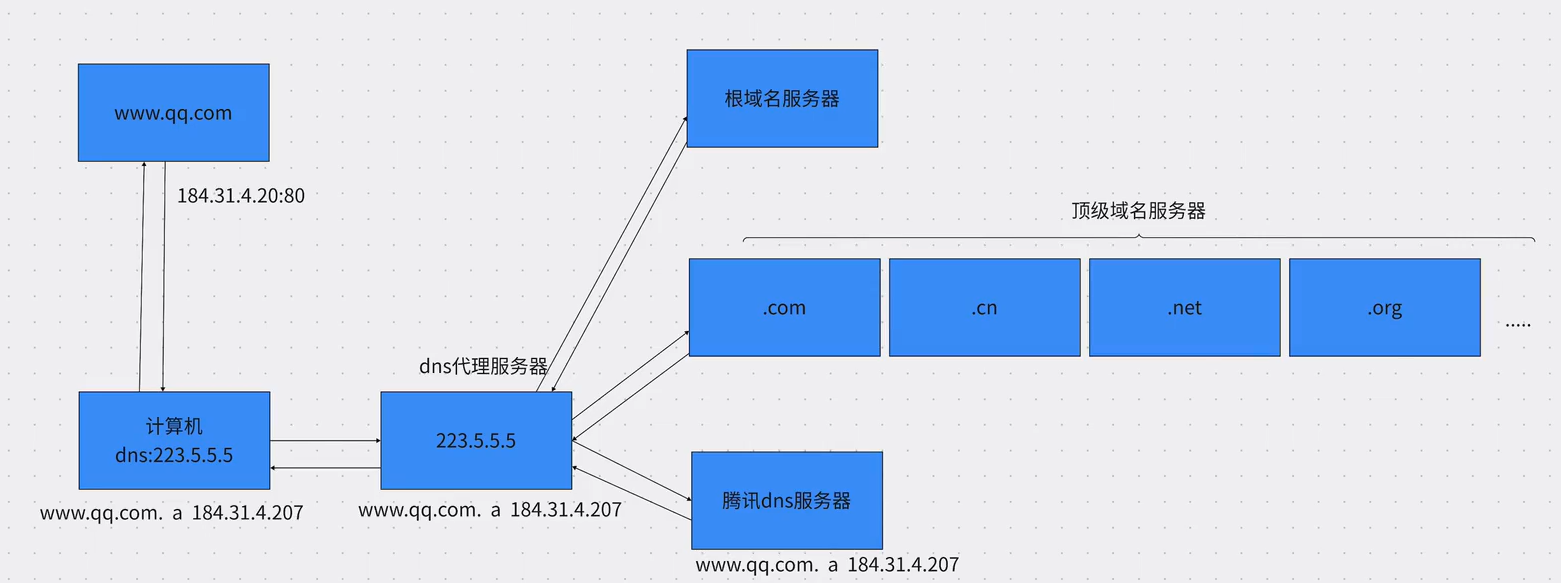 www.qq.com
184.31.4.20:80
根域名服务器
顶级域名服务器
.com
.cn
.net
.org
.....
dns代理服务器
计算机
dns:223.5.5.5
223.5.5.5
腾讯dns服务器
www.qq.com. a 184.31.4.207
www.qq.com. a 184.31.4.207
www.qq.com. a 184.31.4.207